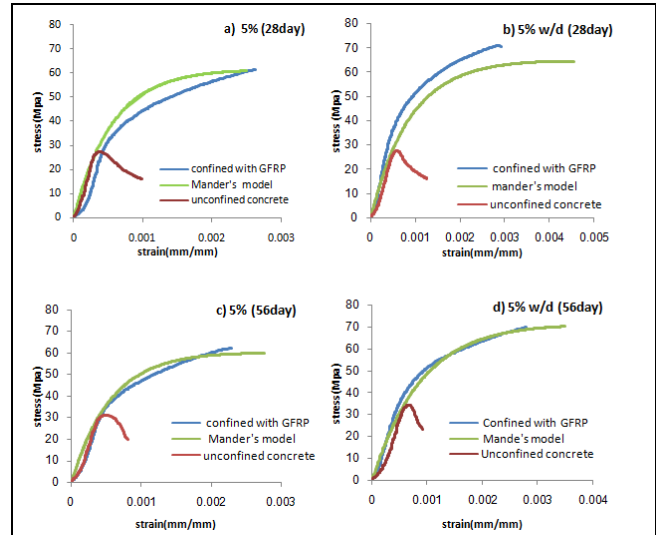 a) 5% (28day)
80
70
60
50
40
30
20
10
0
stress (Mpa)
confined with GFRP
Mander's model
unconfined concrete
0
0.001
0.002
0.003
strain(mm/mm)
b) 5% w/d (28day)
80
70
60
50
40
30
20
10
0
stress (Mpa)
confined with GFRP
mander's model
unconfined concrete
0
0.001
0.002
0.003
0.004
0.005
strain(mm/mm)
c) 5% (56day)
80
70
60
50
40
30
20
10
0
stress(Mpa)
confined with GFRP
Mander's model
unconfined concrete
0
0.001
0.002
0.003
strain(mm/mm)
d) 5% w/d (56day)
80
70
60
50
40
30
20
10
0
stress(Mpa)
confined with GFRP
Mande's model
Unconfined concrete
0
0.001
0.002
0.003
0.004
strain(mm/mm)